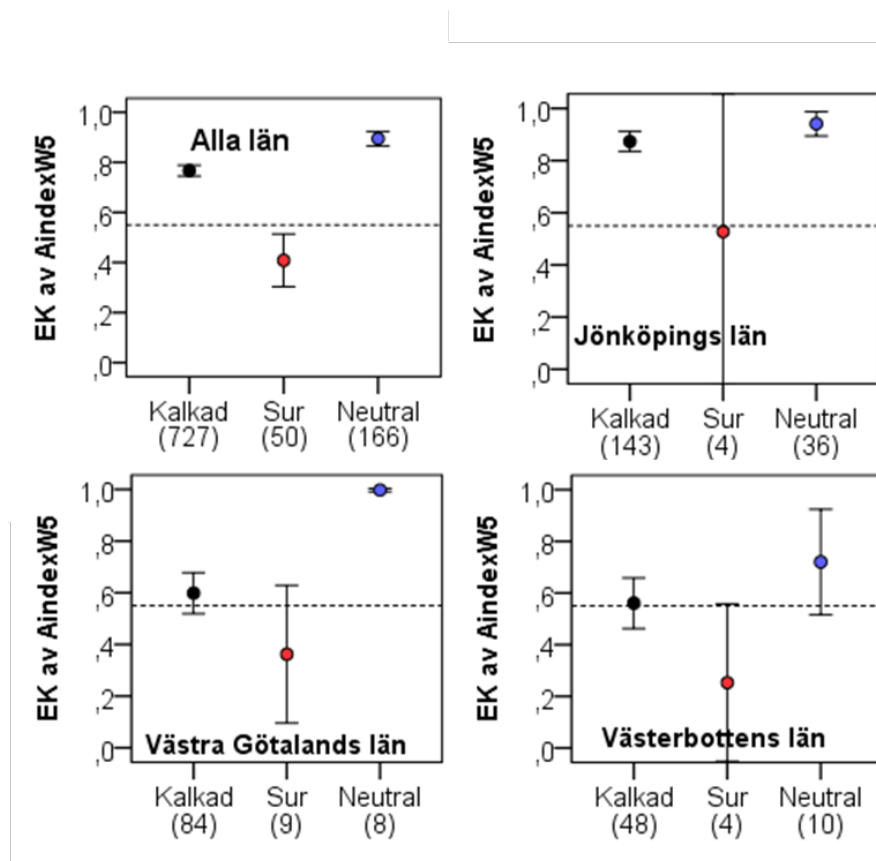 EK av AindexW5
Alla län
1,0
,8
,6
,4
,2
,0
Kalkad Sur Neutral
(727) (50) (166)
EK av AindexW5
1,0
,8
,6
,4
,2
,0
Jönköpings län
Kalkad Sur Neutral
(143) (4) (36)
EK av AindexW5
1,0
,8
,6
,4
,2
,0
Västra Götalands län
Kalkad Sur Neutral
(84) (9) (8)
EK av AindexW5
1,0
,8
,6
,4
,2
,0
Västerbottens län
Kalkad Sur Neutral
(48) (4) (10)